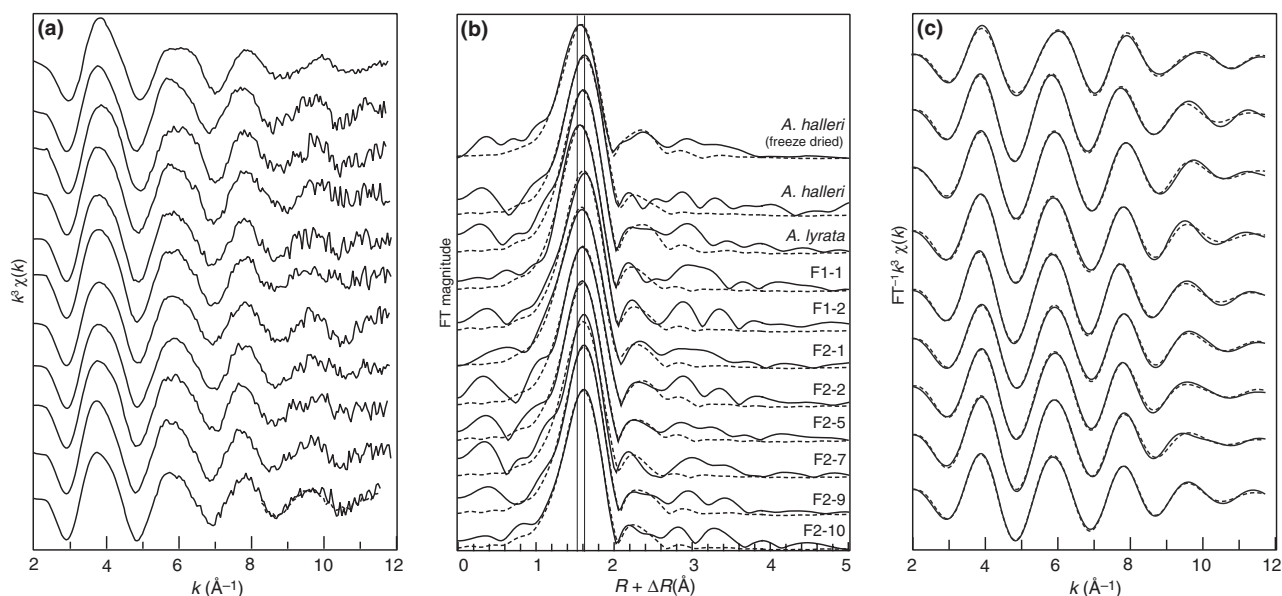 (a)
k³ χ(k)
2 4 6 8 10 12
k (Å⁻¹)
(b)
FT magnitude
A. halleri
(freeze dried)
A. halleri
A. lyrata
F1-1
F1-2
F2-1
F2-2
F2-5
F2-7
F2-9
F2-10
0 1 2 3 4 5
R + ΔR(Å)
(c)
FT⁻¹k³ χ(k)
2 4 6 8 10 12
k (Å⁻¹)